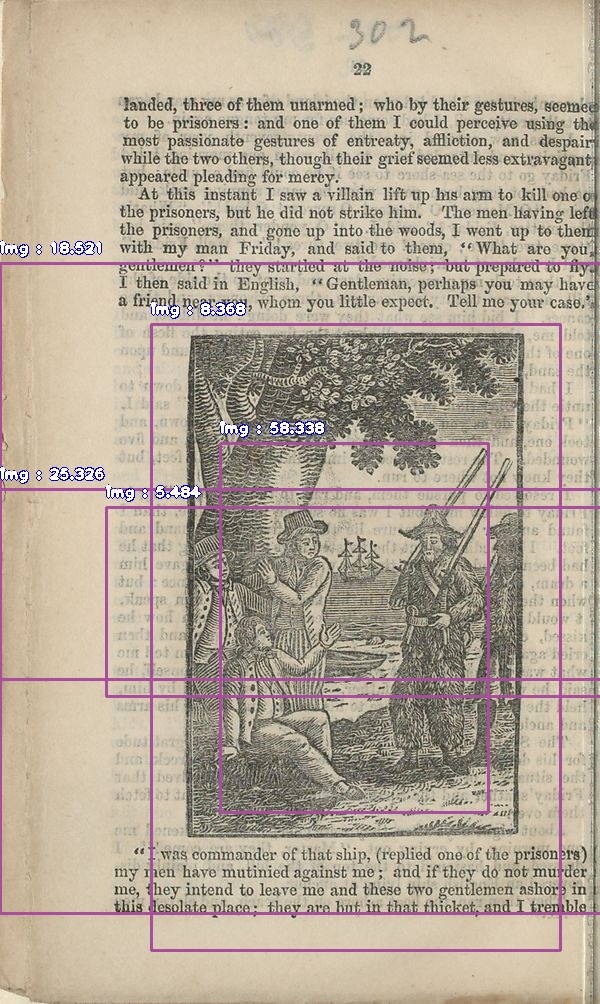 302
22
landed, three of them unarmed; who by their gestures, seemed
to be prisoners: and one of them I could perceive using the
most passionate gestures of entreaty, affliction, and despair
while the two others, though their grief seemed less extravagant
appeared pleading for mercy.
At this instant I saw a villain lift up his arm to kill one o
the prisoners, but he did not strike him. The men having left
the prisoners, and gone up into the woods, I went up to them
with my man Friday, and said to them, "What are you,
Img : 18.521
gentlemen?" they startled at the noise; but prepared to fly.
I then said in English, "Gentleman, perhaps you may have
a friend near you, whom you little expect. Tell me your case."
Img : 8.368
Img : 58.338
Img : 25.326
Img : 5.484
"I was commander of that ship, (replied one of the prisoners)
my men have mutinied against me; and if they do not murder
me, they intend to leave me and these two gentlemen ashore in
this desolate place; they are but in that thicket, and I tremble